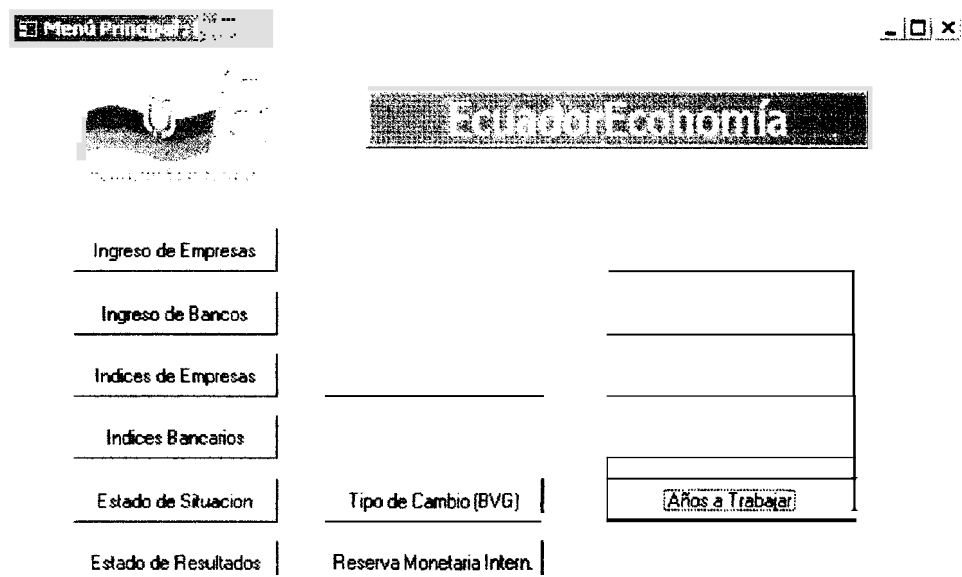 Menú Principal
EcuadorEconomía
Ingreso de Empresas
Ingreso de Bancos
Indices de Empresas
Indices Bancarios
Estado de Situacion
Tipo de Cambio (BVG)
Años a Trabajar
Estado de Resultados
Reserva Monetaria Intern.